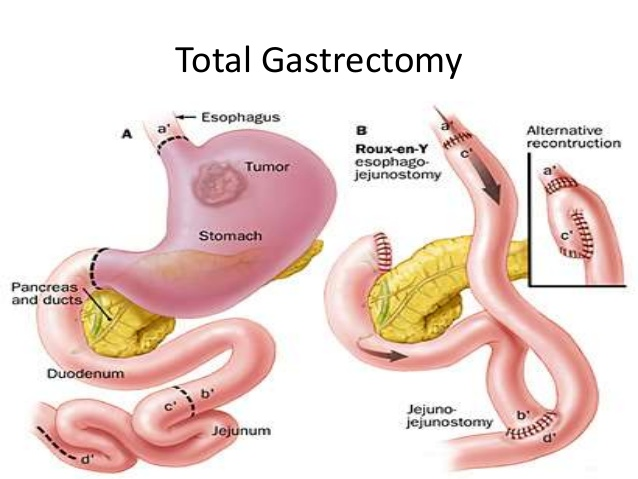 Total Gastrectomy
A
a'
Esophagus
Tumor
Stomach
Pancreas
and ducts
Duodenum
b'
c'
Jejunum
d'
B
Roux-en-Y
esophago-
jejunostomy
a'
c'
Jejuno-
jejunostomy
b'
d'
Alternative
recontruction
a'
c'